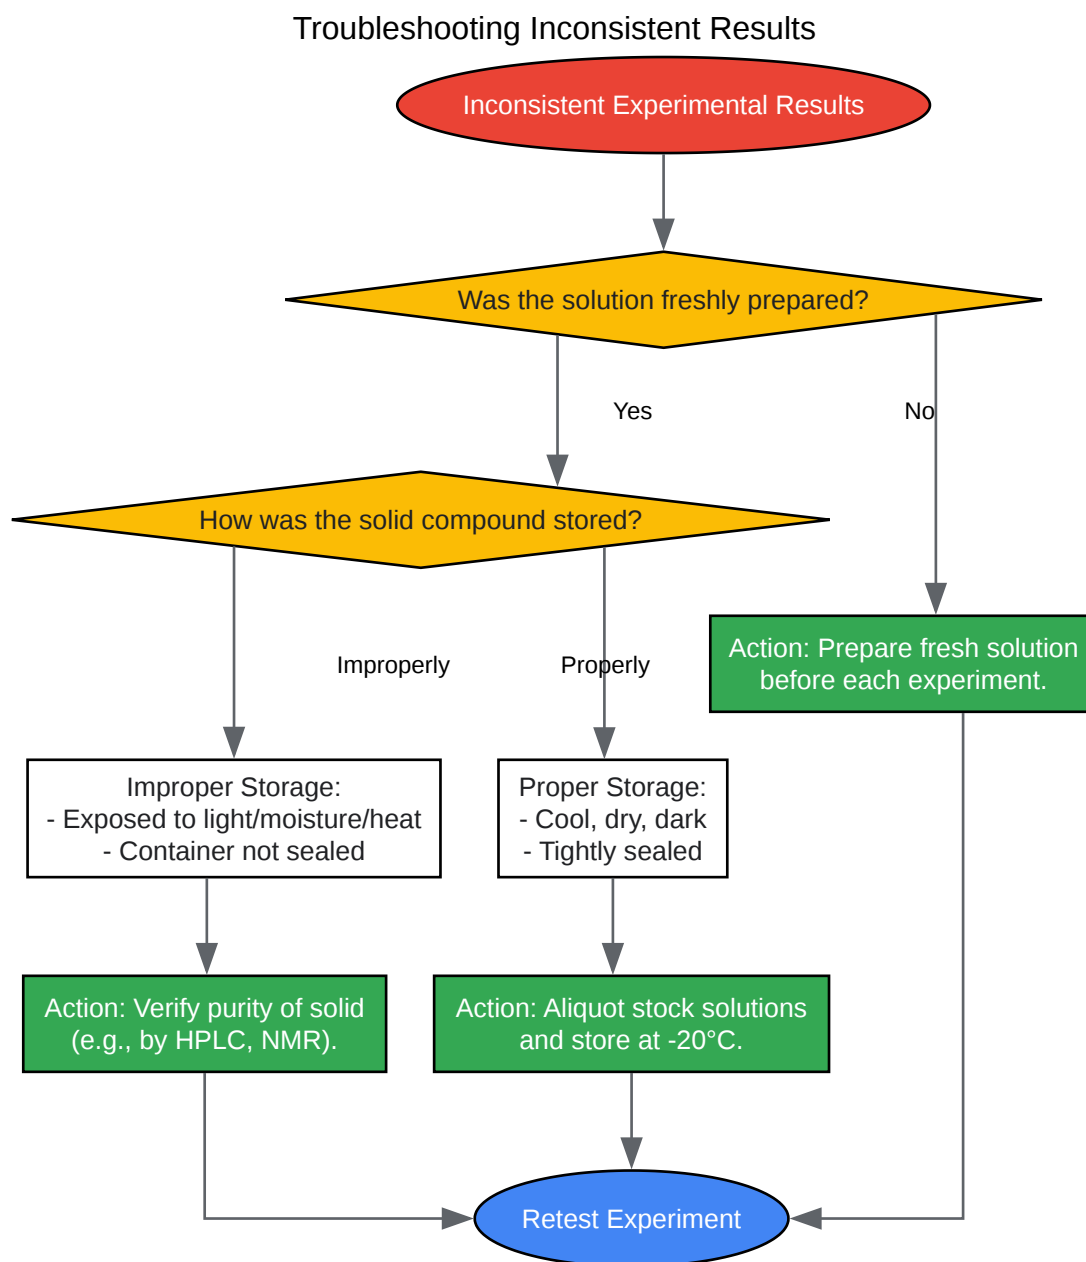 Troubleshooting Inconsistent Results
Inconsistent Experimental Results
Was the solution freshly prepared?
Yes
No
How was the solid compound stored?
Improperly
Properly
Action: Prepare fresh solution
before each experiment.
Improper Storage:
- Exposed to light/moisture/heat
- Container not sealed
Proper Storage:
- Cool, dry, dark
- Tightly sealed
Action: Verify purity of solid
(e.g., by HPLC, NMR).
Action: Aliquot stock solutions
and store at -20°C.
Retest Experiment